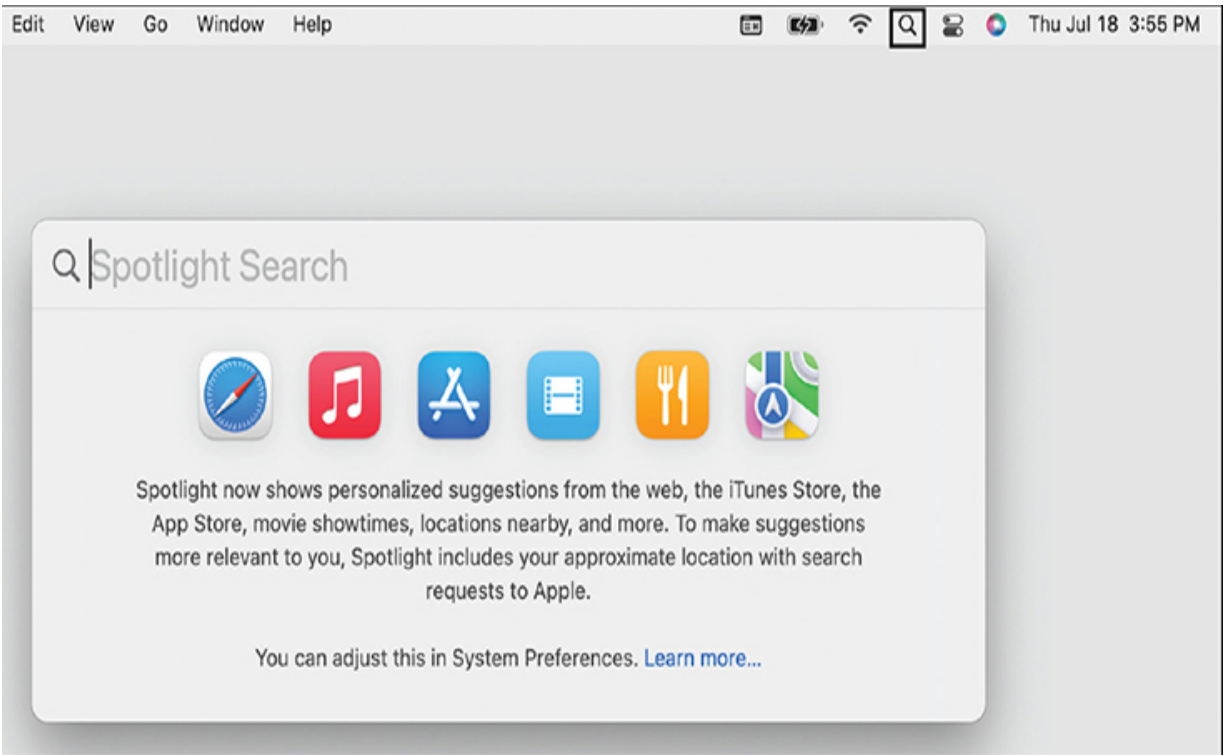 Edit View Go Window Help Thu Jul 18 3:55 PM
Spotlight Search
Spotlight now shows personalized suggestions from the web, the iTunes Store, the
App Store, movie showtimes, locations nearby, and more. To make suggestions
more relevant to you, Spotlight includes your approximate location with search
requests to Apple.
You can adjust this in System Preferences. Learn more...